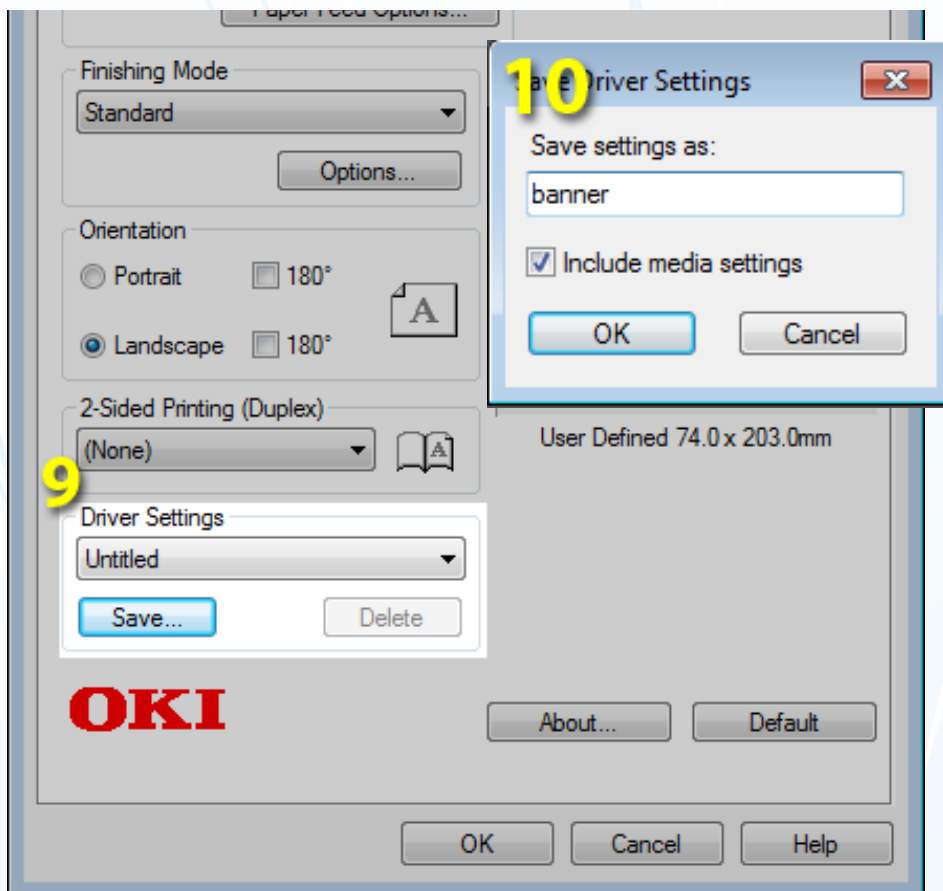 Paper Feed Options...
Finishing Mode
Standard
Options...
Orientation
Portrait 180°
A
Landscape 180°
2-Sided Printing (Duplex)
(None)
A
9
Driver Settings
Untitled
Save... Delete
OKI
10
Save Driver Settings
Save settings as:
banner
Include media settings
OK Cancel
User Defined 74.0 x 203.0mm
About... Default
OK Cancel Help